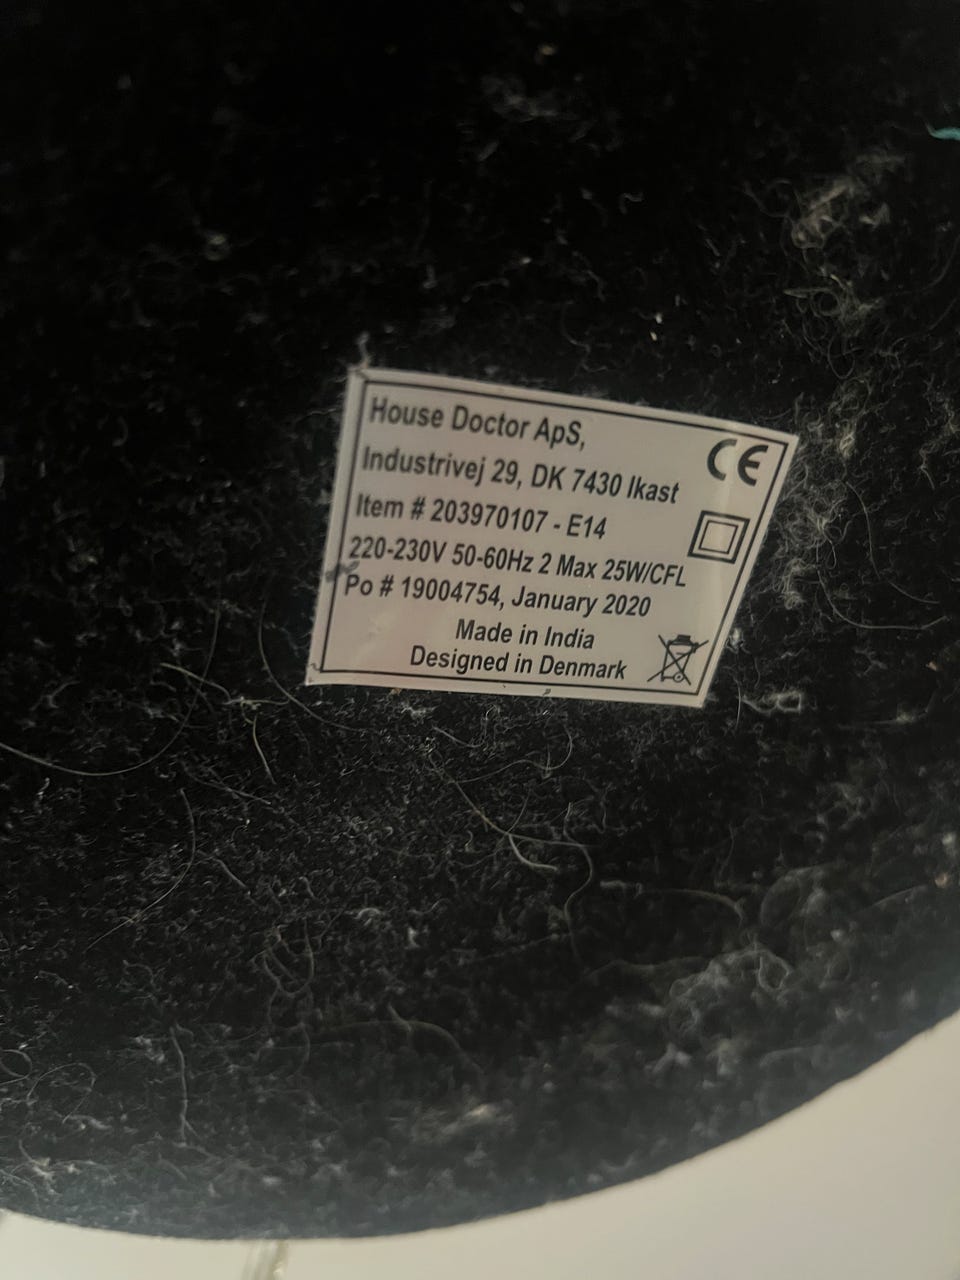 House Doctor ApS,
CE
Industrivej 29, DK 7430 Ikast
Item # 203970107 - E14
220-230V 50-60Hz 2 Max 25W/CFL
Po # 19004754, January 2020
Made in India
Designed in Denmark